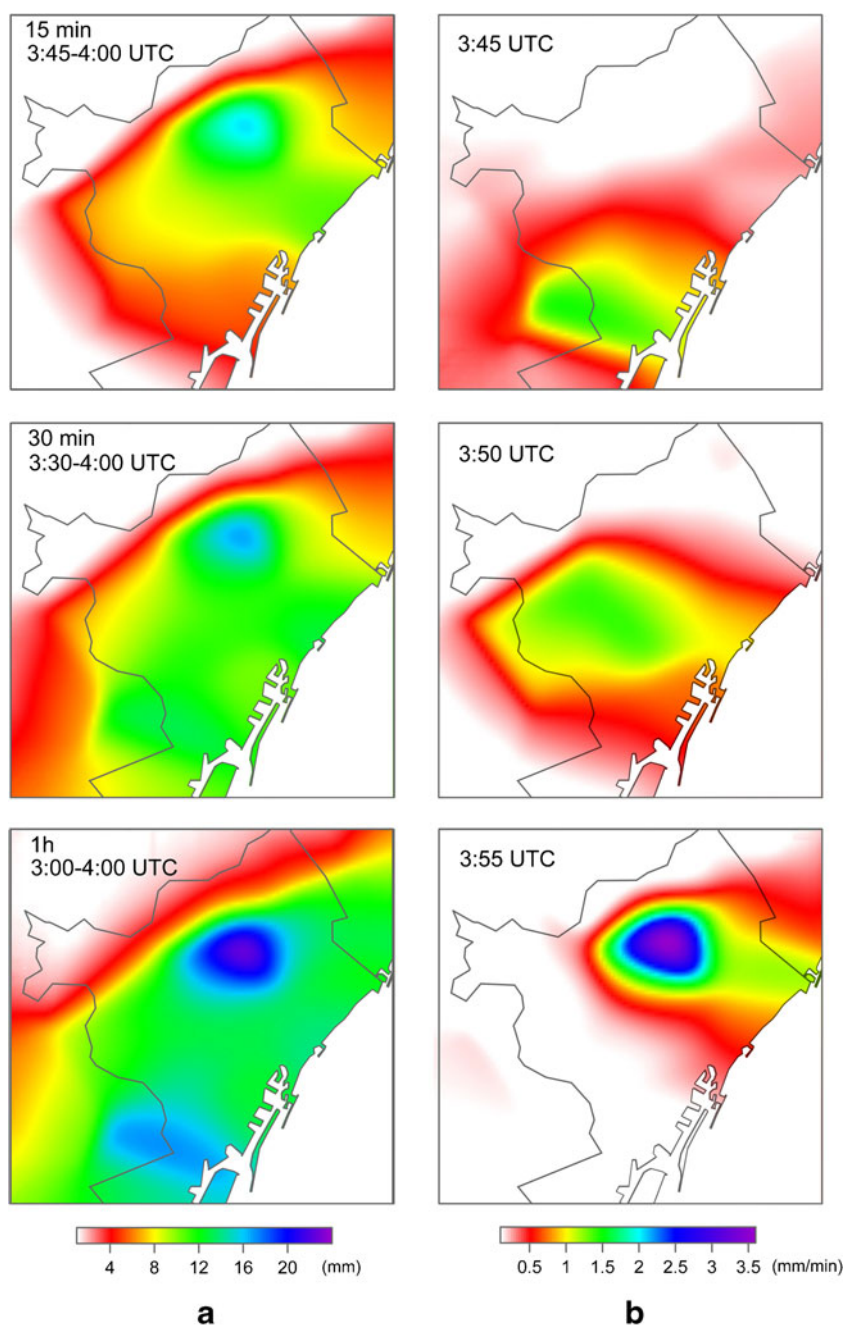 15 min
3:45-4:00 UTC
3:45 UTC
30 min
3:30-4:00 UTC
3:50 UTC
1h
3:00-4:00 UTC
3:55 UTC
4 8 12 16 20 (mm)
0.5 1 1.5 2 2.5 3 3.5 (mm/min)
a
b